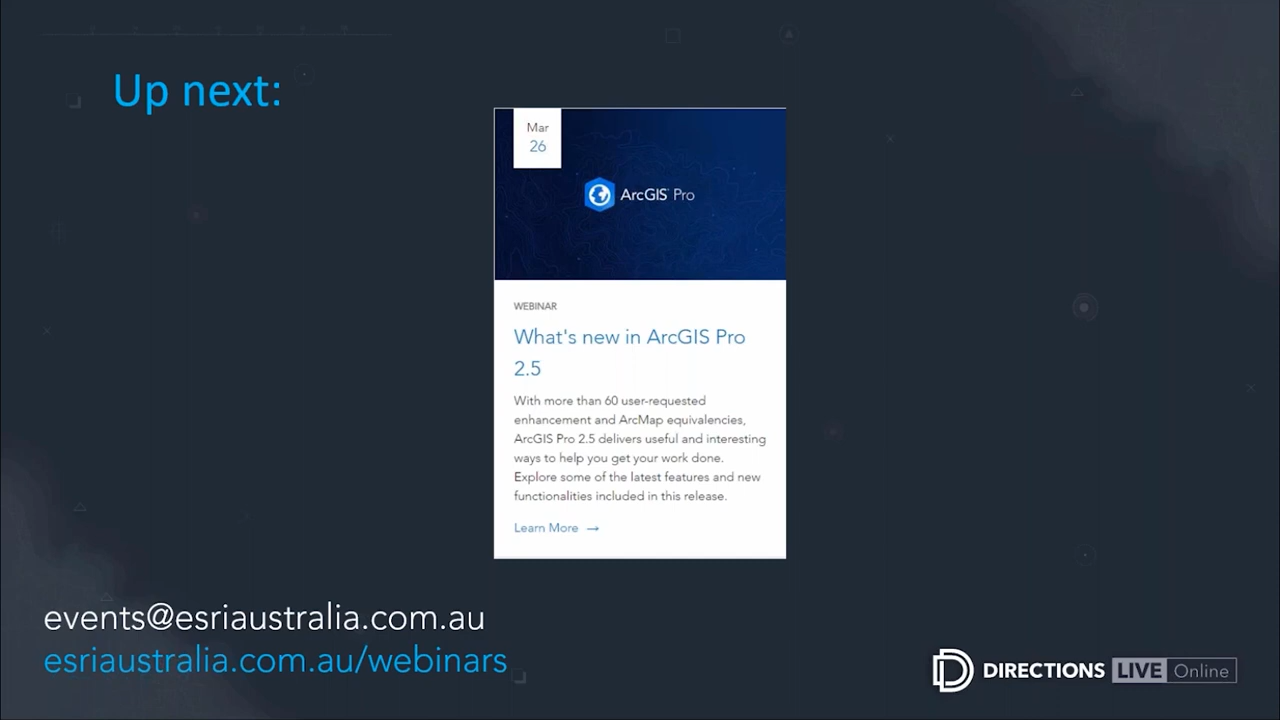 Up next:
Mar
26
ArcGIS Pro
WEBINAR
What's new in ArcGIS Pro
2.5
With more than 60 user-requested
enhancement and ArcMap equivalencies,
ArcGIS Pro 2.5 delivers useful and interesting
ways to help you get your work done.
Explore some of the latest features and new
functionalities included in this release.
Learn More →
events@esriaustralia.com.au
esriaustralia.com.au/webinars
DIRECTIONS LIVE Online